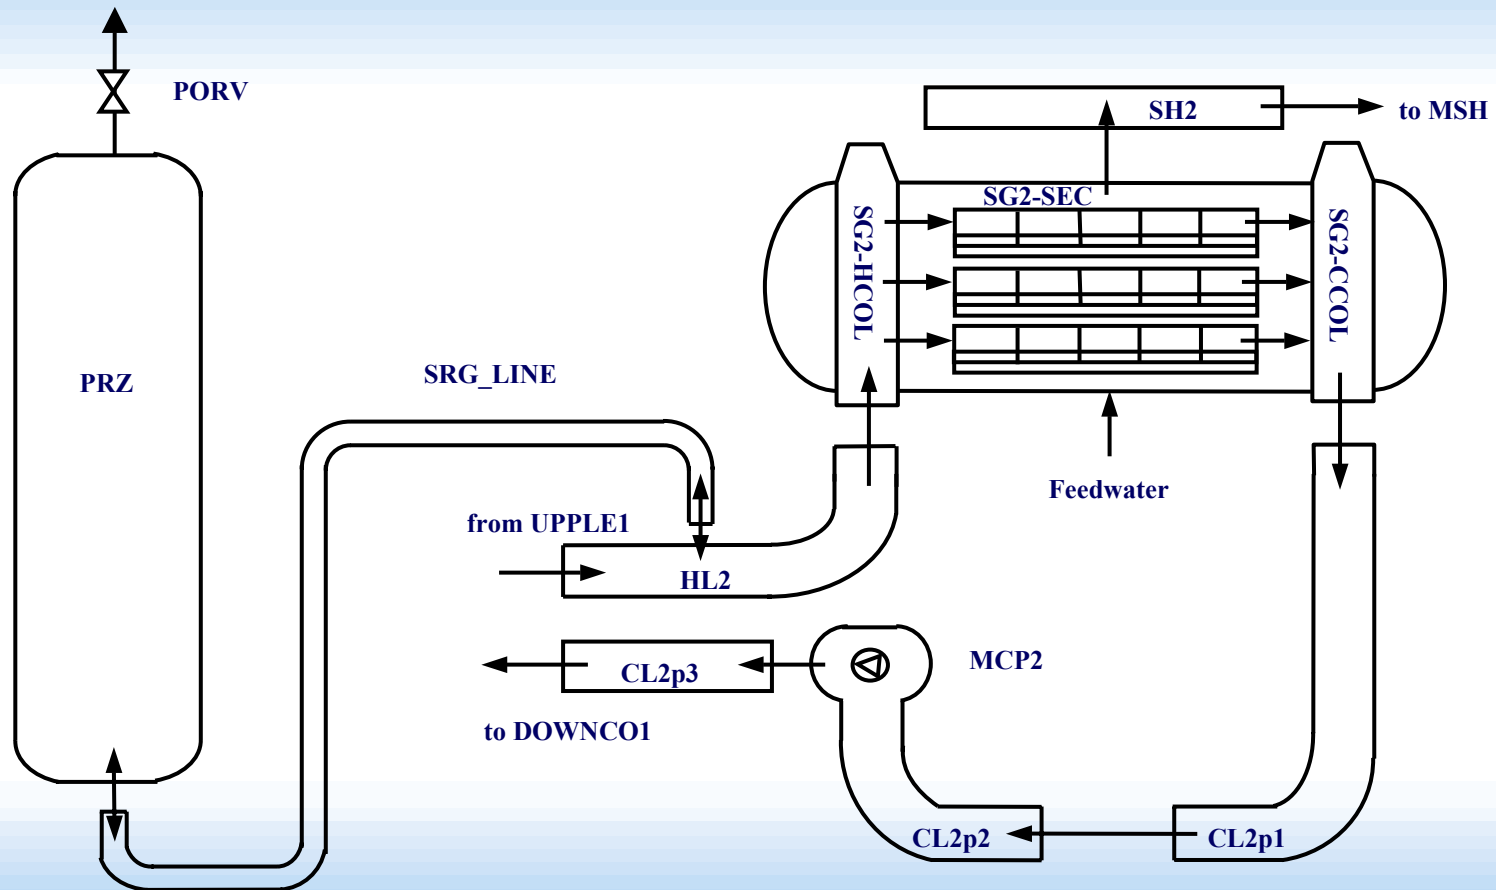 PORV
SH2
to MSH
SG2-SEC
SG2-HCOL
SG2-CCOL
PRZ
SRG_LINE
Feedwater
from UPPLE1
HL2
MCP2
CL2p3
to DOWNCO1
CL2p2
CL2p1